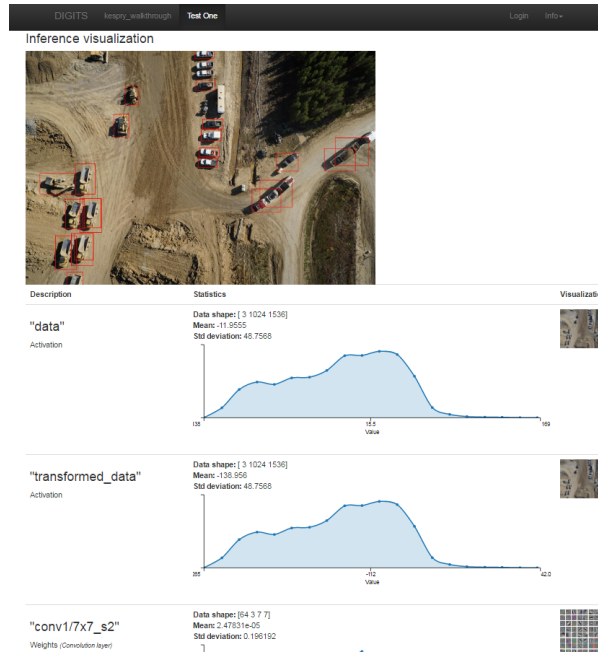 DIGITS kespry_walkthrough Test One Login Info
Inference visualization
Description Statistics Visualizatio
"data"
Activation
Data shape: [ 3 1024 1536]
Mean: -11.9555
Std deviation: 48.7568
135 15.5 169
Value
"transformed_data"
Activation
Data shape: [ 3 1024 1536]
Mean: -138.956
Std deviation: 48.7568
-112 42.0
Value
"conv1/7x7_s2"
Weights (Convolution layer)
Data shape: [64 3 7 7]
Mean: 2.47831e-05
Std deviation: 0.196192